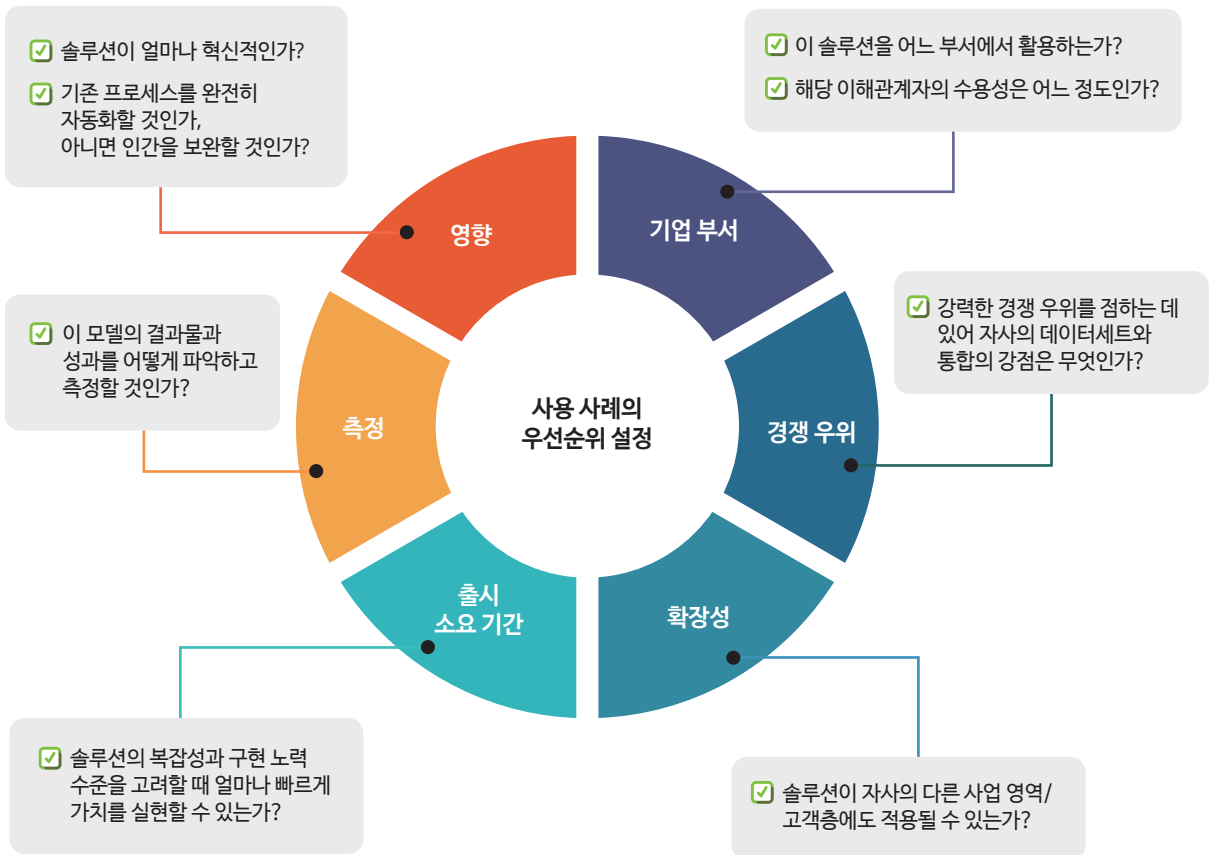 솔루션이 얼마나 혁신적인가?
기존 프로세스를 완전히
자동화할 것인가,
아니면 인간을 보완할 것인가?
이 솔루션을 어느 부서에서 활용하는가?
해당 이해관계자의 수용성은 어느 정도인가?
영향
기업 부서
이 모델의 결과물과
성과를 어떻게 파악하고
측정할 것인가?
강력한 경쟁 우위를 점하는 데
있어 자사의 데이터세트와
통합의 강점은 무엇인가?
측정
사용 사례의
우선순위 설정
경쟁 우위
출시
소요 기간
확장성
솔루션의 복잡성과 구현 노력
수준을 고려할 때 얼마나 빠르게
가치를 실현할 수 있는가?
솔루션이 자사의 다른 사업 영역/
고객층에도 적용될 수 있는가?